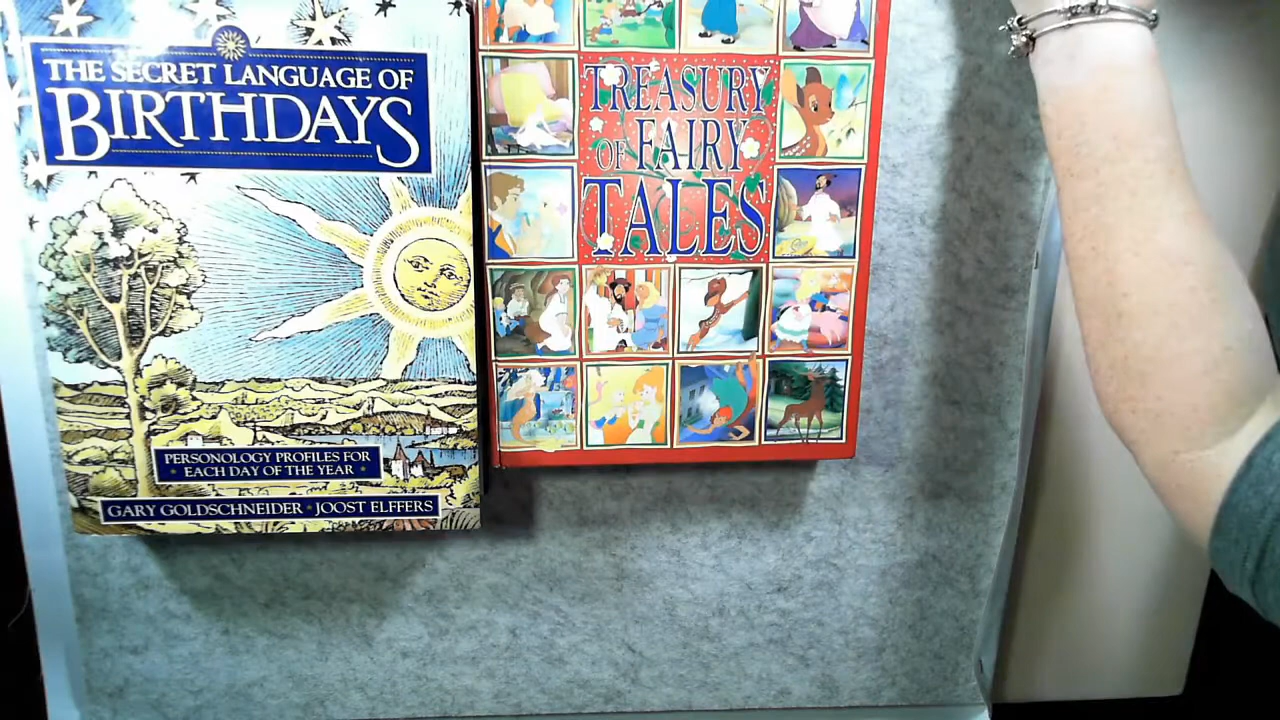 THE SECRET LANGUAGE OF
BIRTHDAYS
PERSONOLOGY PROFILES FOR
EACH DAY OF THE YEAR
GARY GOLDSCHNEIDER • JOOST ELFFERS
TREASURY
OF FAIRY
TALES